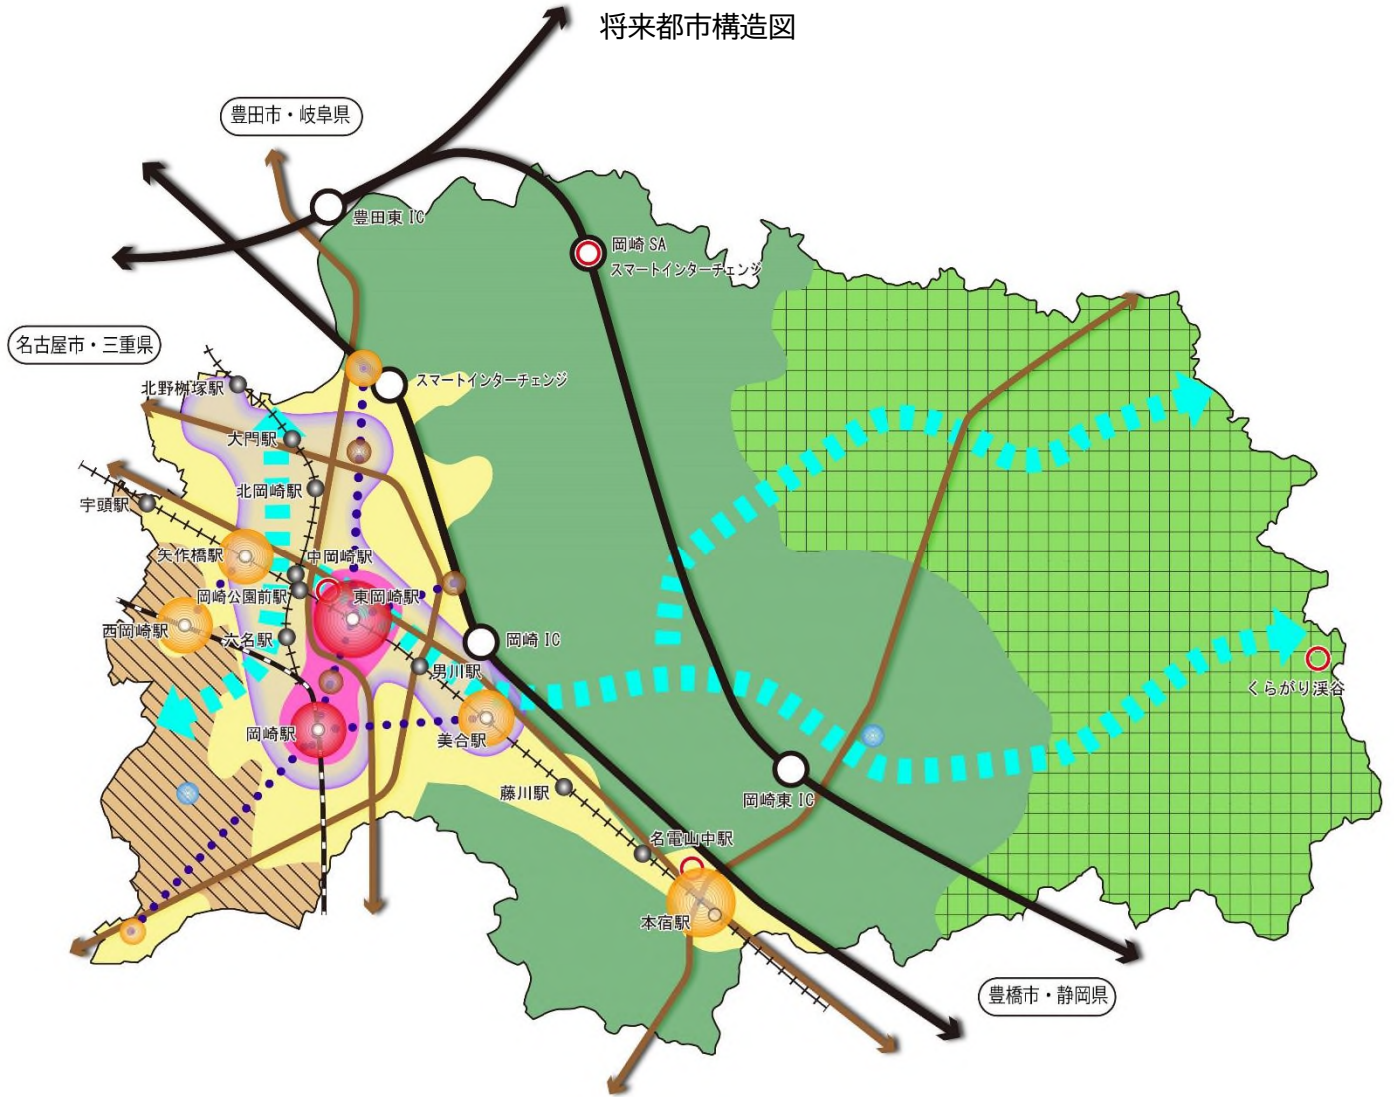 将来都市構造図
豊田市・岐阜県
豊田東 IC
岡崎 SA
スマートインターチェンジ
名古屋市・三重県
スマートインターチェンジ
北野桝塚駅
大門駅
北岡崎駅
宇頭駅
矢作橋駅
中岡崎駅
岡崎公園前駅
東岡崎駅
西岡崎駅
六名駅
岡崎 IC
男川駅
くらがり渓谷
岡崎駅
美合駅
藤川駅
岡崎東 IC
名電山中駅
本宿駅
豊橋市・静岡県